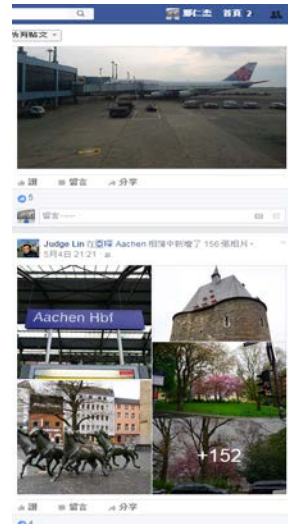 鄭仁杰 首頁 2
所有貼文
讚 留言 分享
5
留言……
Judge Lin 在亞琛 Aachen 相簿中新增了 156 張相片。
5月4日 21:21
Aachen Hbf
+152
讚 留言 分享